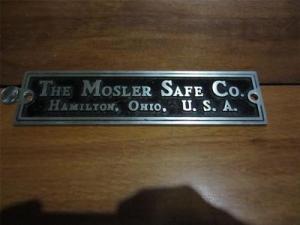 The Mosler Safe Co.
Hamilton, Ohio, U. S. A.